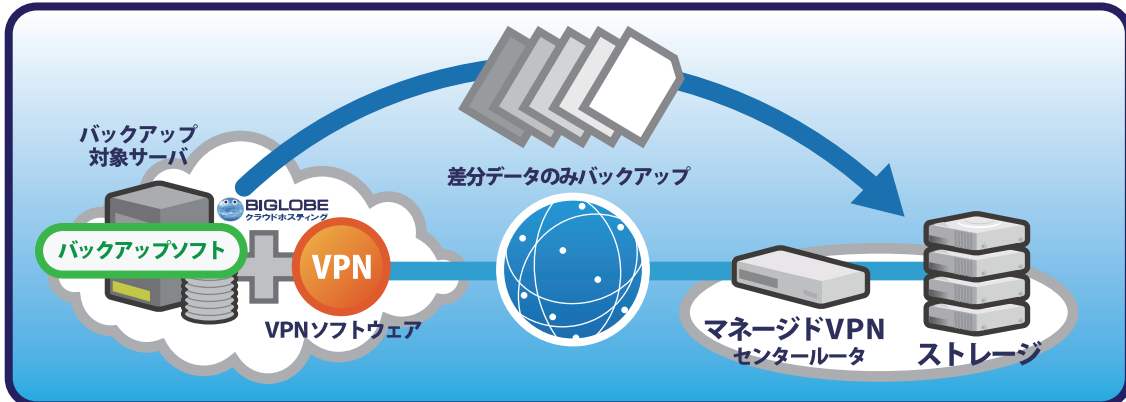 バックアップ
対象サーバ
BIGLOBE
クラウドホスティング
バックアップソフト
VPN
VPNソフトウェア
差分データのみバックアップ
マネージドVPN
センタールータ
ストレージ